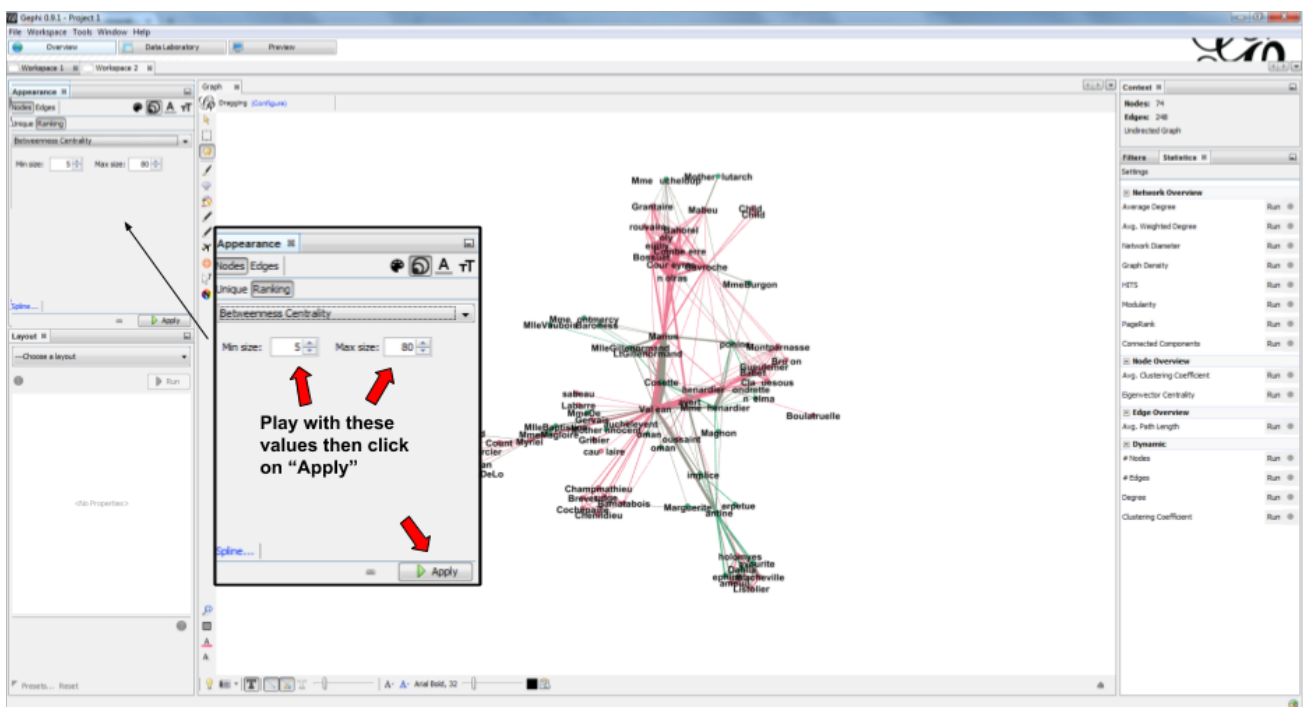 Gephi 0.9.1 - Project 1
File Workspace Tools Window Help
Overview Data Laboratory Preview
Workspace 1 Workspace 2
Appearance
Nodes Edges
Unique Ranking
Betweenness Centrality
Min size: 5 Max size: 80
Spline...
Apply
Layout
---Choose a layout
Run
<No Properties>
Presets... Reset
Graph
Dragging (Configure)
Appearance
Nodes Edges
Unique Ranking
Betweenness Centrality
Min size: 5 Max size: 80
Play with these
values then click
on “Apply”
Spline...
Apply
Grantaire
Mabeu
Child
Child
MmeBurgon
Marius
Montparnasse
Cosette
Labarre
Boulatruelle
Magnon
Count Myriel
MmeMagloire
Gribier
Champmathieu
Bamatabois
Marguerite
Chenildieu
Listolier
Arial Bold, 32
Context
Nodes: 74
Edges: 248
Undirected Graph
Filters Statistics
Settings
Network Overview
Average Degree Run
Avg. Weighted Degree Run
Network Diameter Run
Graph Density Run
HITS Run
Modularity Run
PageRank Run
Connected Components Run
Node Overview
Avg. Clustering Coefficient Run
Eigenvector Centrality Run
Edge Overview
Avg. Path Length Run
Dynamic
# Nodes Run
# Edges Run
Degree Run
Clustering Coefficient Run